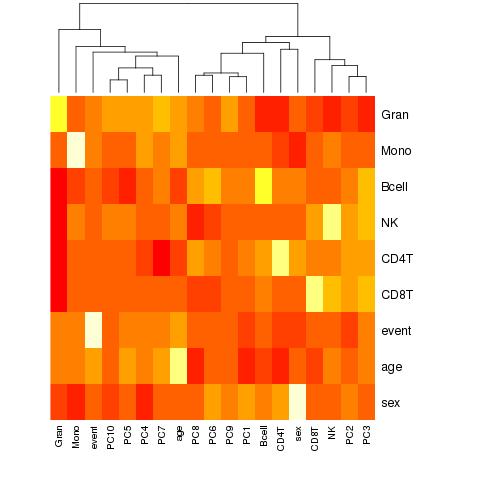 Gran
Mono
Bcell
NK
CD4T
CD8T
event
age
sex
Gran
Mono
event
PC10
PC5
PC4
PC7
age
PC8
PC6
PC9
PC1
Bcell
CD4T
sex
CD8T
NK
PC2
PC3